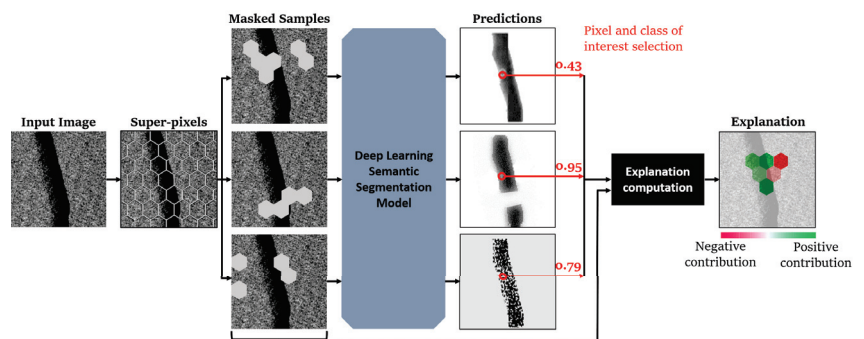 Masked Samples
Predictions
Pixel and class of
interest selection
0.43
Input Image
Super-pixels
Explanation
Deep Learning
Semantic
Segmentation
Model
0.95
Explanation
computation
Negative
contribution
Positive
contribution
0.79